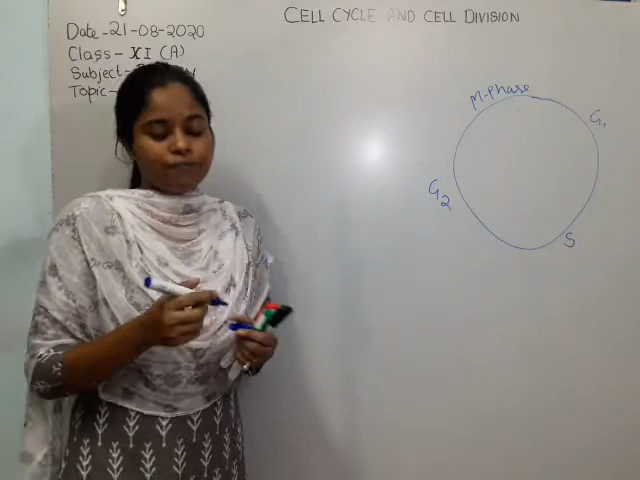 CELL CYCLE AND CELL DIVISION
Date-21-08-2020
Class- XI (A)
Subject-
Topic-
M-Phase
G1
G2
S